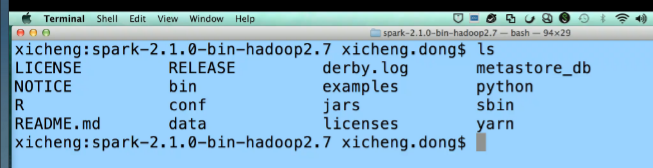 Terminal Shell Edit View Window Help
spark-2.1.0-bin-hadoop2.7 — bash — 94×29
xicheng:spark-2.1.0-bin-hadoop2.7 xicheng.dong$ ls
LICENSE RELEASE derby.log metastore_db
NOTICE bin examples python
R conf jars sbin
README.md data licenses yarn
xicheng:spark-2.1.0-bin-hadoop2.7 xicheng.dong$